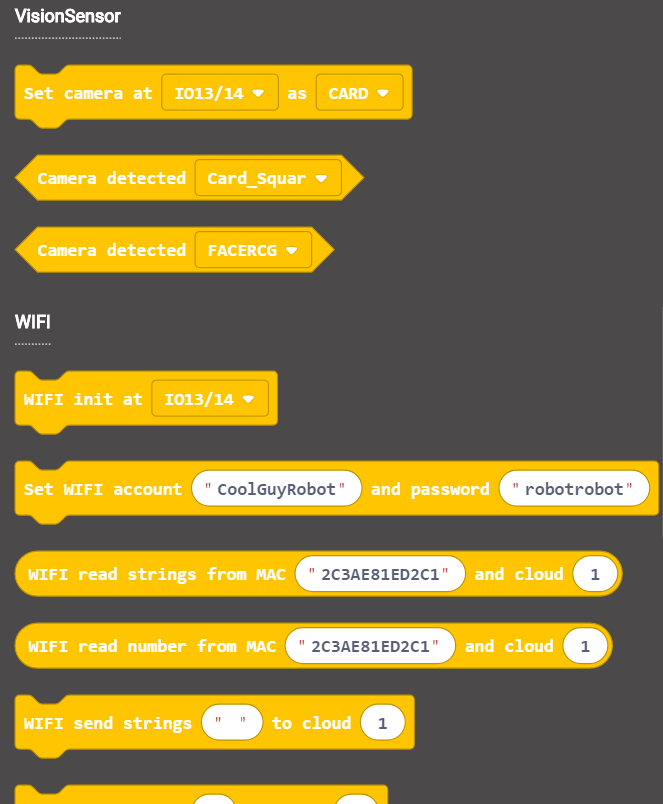 VisionSensor
Set camera at IO13/14 as CARD
Camera detected Card_Squar
Camera detected FACERCG
WIFI
WIFI init at IO13/14
Set WIFI account "CoolGuyRobot" and password "robotrobot"
WIFI read strings from MAC "2C3AE81ED2C1" and cloud 1
WIFI read number from MAC "2C3AE81ED2C1" and cloud 1
WIFI send strings " " to cloud 1